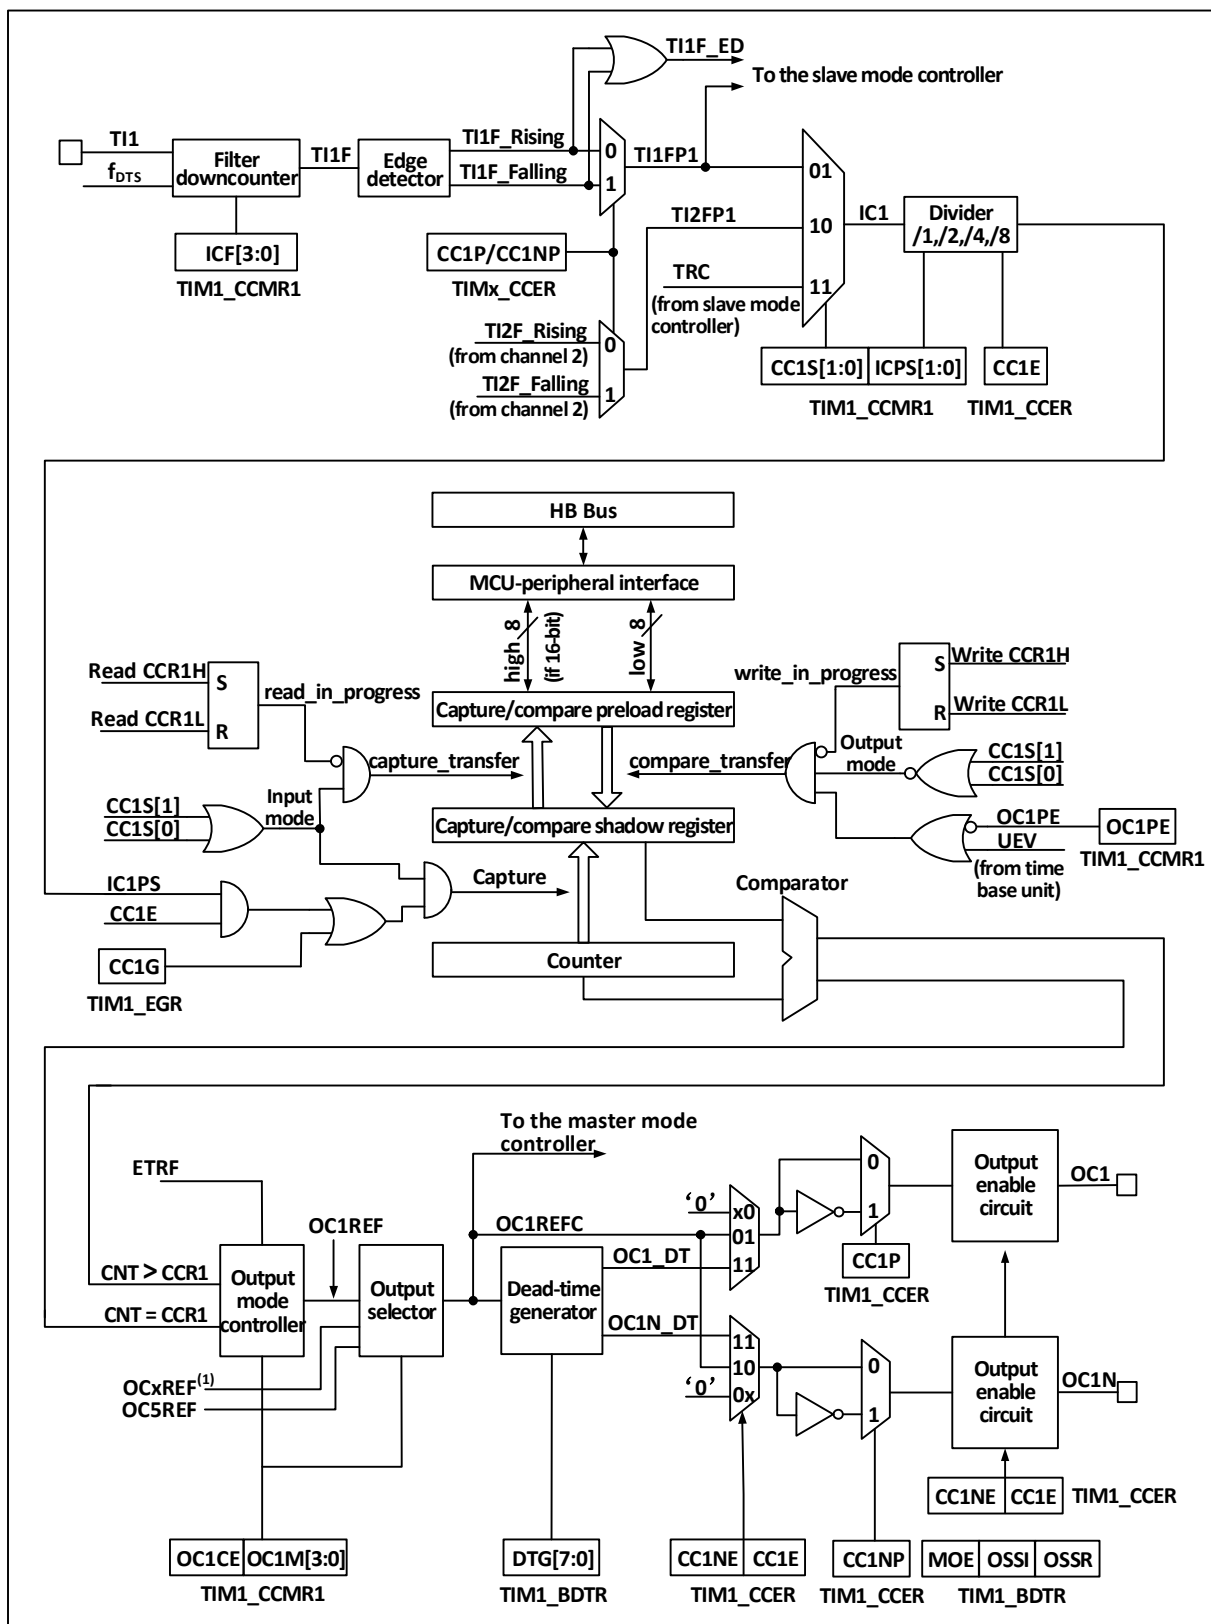 TI1F_ED
To the slave mode controller
TI1
fDTS
Filter
downcounter
TI1F
Edge
detector
TI1F_Rising
TI1F_Falling
0
1
TI1FP1
TI2FP1
TRC
(from slave mode
controller)
01
10
11
IC1
Divider
/1,/2,/4,/8
ICF[3:0]
TIM1_CCMR1
CC1P/CC1NP
TIMx_CCER
TI2F_Rising
(from channel 2)
TI2F_Falling
(from channel 2)
0
1
CC1S[1:0]
ICPS[1:0]
CC1E
TIM1_CCMR1
TIM1_CCER
HB Bus
MCU-peripheral interface
high
8
(if 16-bit)
low
8
Read CCR1H
Read CCR1L
S
R
read_in_progress
write_in_progress
S
R
Write CCR1H
Write CCR1L
Capture/compare preload register
capture_transfer
compare_transfer
Output
mode
CC1S[1]
CC1S[0]
CC1S[1]
CC1S[0]
Input
mode
Capture/compare shadow register
OC1PE
UEV
(from time
base unit)
OC1PE
TIM1_CCMR1
IC1PS
CC1E
Capture
Comparator
CC1G
TIM1_EGR
Counter
To the master mode
controller
ETRF
OC1REF
OC1REFC
CNT > CCR1
CNT = CCR1
Output
mode
controller
Output
selector
Dead-time
generator
OC1_DT
OC1N_DT
‘0’
x0
01
11
11
10
0x
‘0’
0
1
CC1P
TIM1_CCER
0
1
Output
enable
circuit
OC1
Output
enable
circuit
OC1N
OCxREF(1)
OC5REF
CC1NE
CC1E
TIM1_CCER
OC1CE
OC1M[3:0]
TIM1_CCMR1
DTG[7:0]
TIM1_BDTR
CC1NE
CC1E
TIM1_CCER
CC1NP
TIM1_CCER
MOE
OSSI
OSSR
TIM1_BDTR